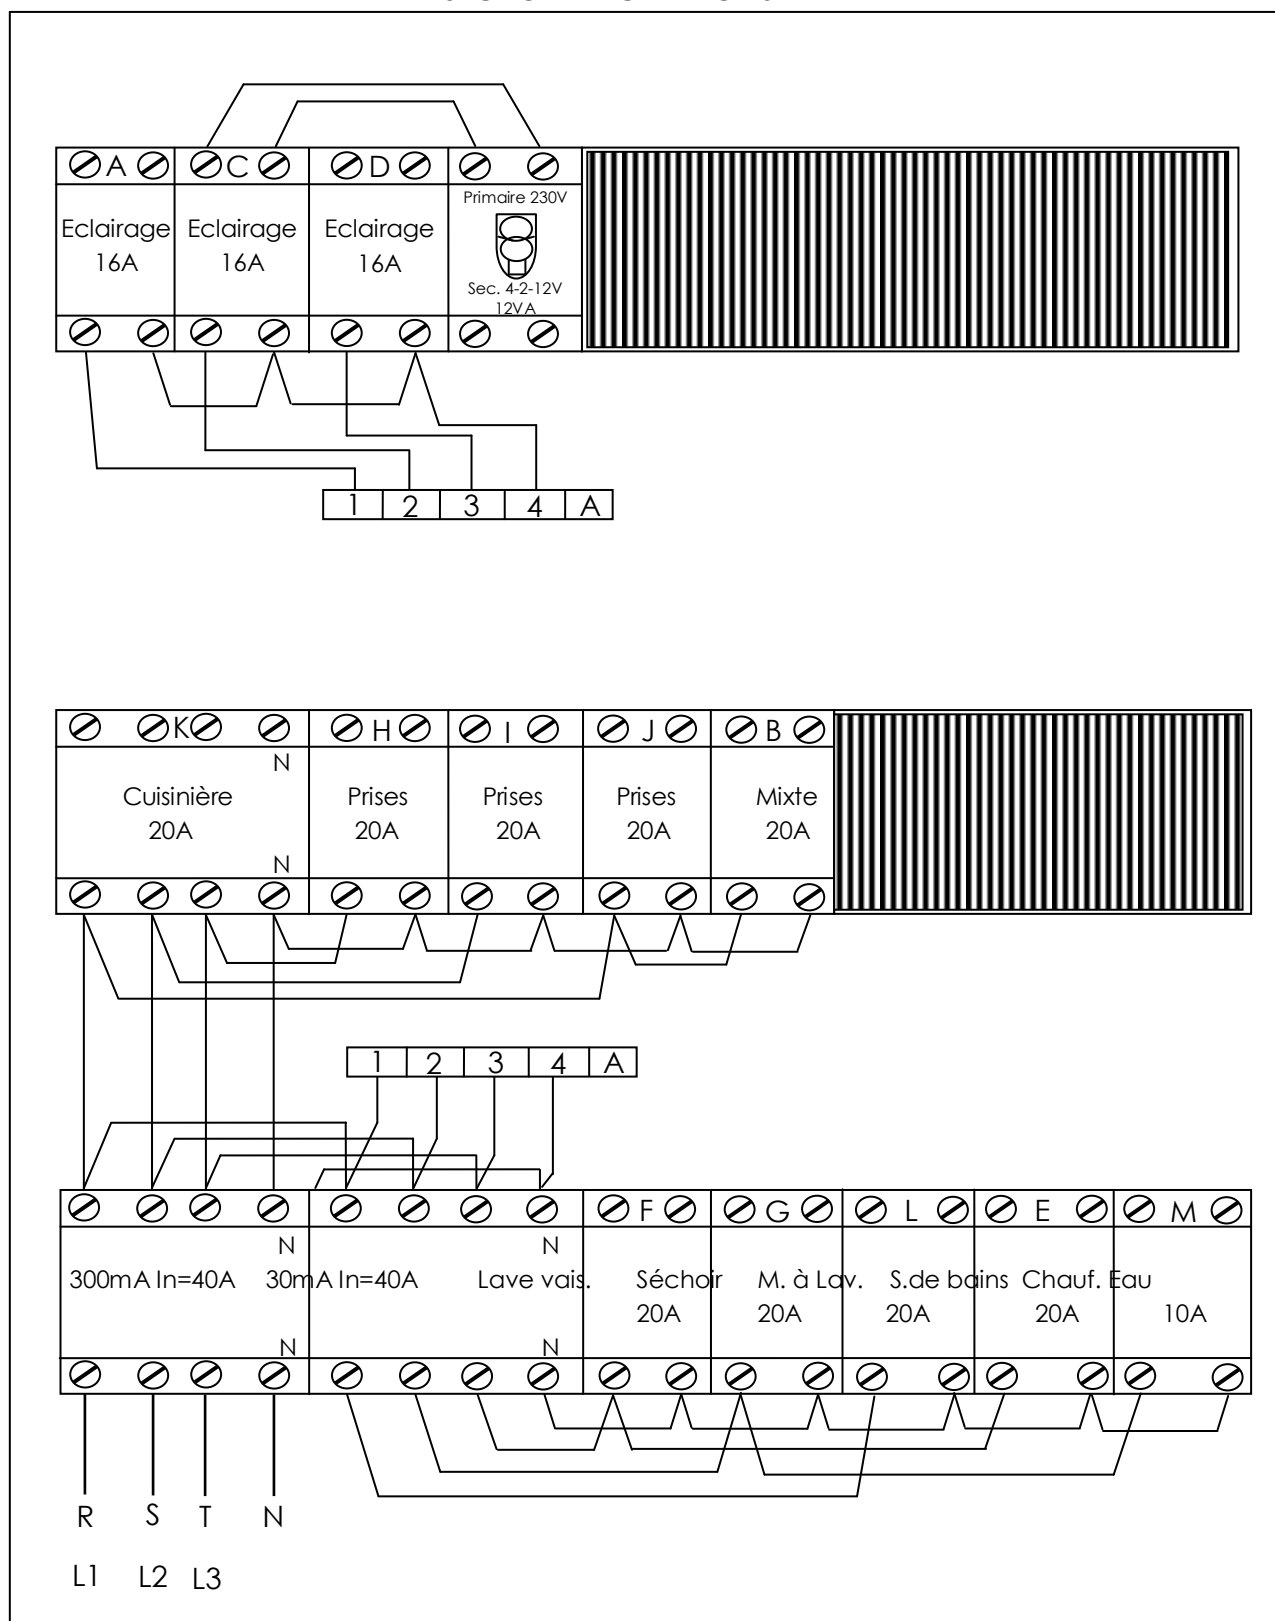 A C D
Primaire 230V
Eclairage Eclairage Eclairage
16A 16A 16A
Sec. 4-2-12V
12VA
1 2 3 4 A
K H I J B
N
Cuisinière Prises Prises Prises Mixte
20A 20A 20A 20A 20A
N
1 2 3 4 A
F G L E M
N N
300mA In=40A 30mA In=40A Lave vais. Séchoir M. à Lav. S.de bains Chauf. Eau
20A 20A 20A 20A 10A
N N
R S T N
L1 L2 L3